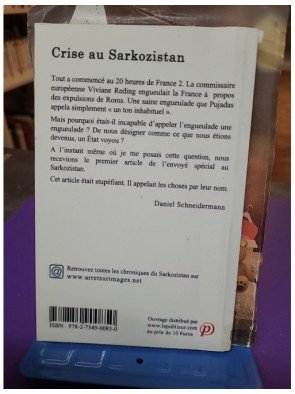 Crise au Sarkozistan
Tout a commencé au 20 heures de France 2. La commissaire
européenne Viviane Reding engueulait la France à propos
des expulsions de Roms. Une saine engueulade que Pujadas
appela simplement « un ton inhabituel ».
Mais pourquoi était-il incapable d'appeler l'engueulade une
engueulade ? De nous désigner comme ce que nous étions
devenus, un État voyou ?
A l'instant même où je me posais cette question, nous
recevions le premier article de l'envoyé spécial au
Sarkozistan.
Cet article était stupéfiant. Il appelait les choses par leur nom.
Daniel Schneidermann
@ Retrouvez toutes les chroniques du Sarkozistan sur
www.arretsurimages.net
ISBN : 978-2-7549-0085-0
Ouvrage distribué par
www.lepublieur.com
au prix de 10 €uros
p